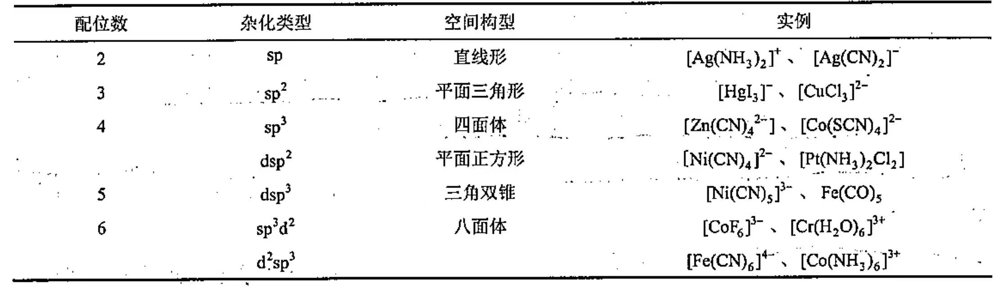 配位数 杂化类型 空间构型 实例
2 sp 直线形 [Ag(NH₃)₂]⁺、[Ag(CN)₂]⁻
3 sp² 平面三角形 [HgI₃]⁻、[CuCl₃]²⁻
4 sp³ 四面体 [Zn(CN)₄²⁻]、[Co(SCN)₄]²⁻
dsp² 平面正方形 [Ni(CN)₄]²⁻、[Pt(NH₃)₂Cl₂]
5 dsp³ 三角双锥 [Ni(CN)₅]³⁻、Fe(CO)₅
6 sp³d² 八面体 [CoF₆]³⁻、[Cr(H₂O)₆]³⁺
d²sp³ [Fe(CN)₆]⁴⁻、[Co(NH₃)₆]³⁺